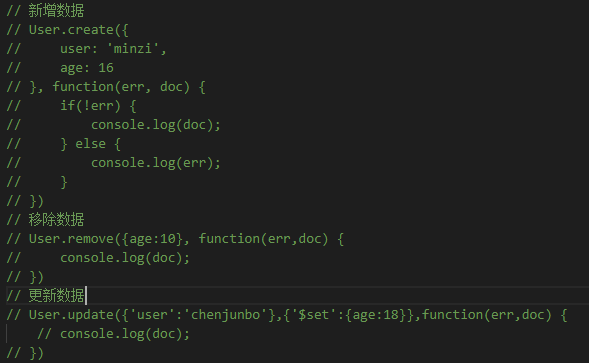 // 新增数据
// User.create({
//     user: 'minzi',
//     age: 16
// }, function(err, doc) {
//     if(!err) {
//         console.log(doc);
//     } else {
//         console.log(err);
//     }
// })
// 移除数据
// User.remove({age:10}, function(err,doc) {
//     console.log(doc);
// })
// 更新数据
// User.update({'user':'chenjunbo'},{'$set':{age:18}},function(err,doc) {
    // console.log(doc);
// })